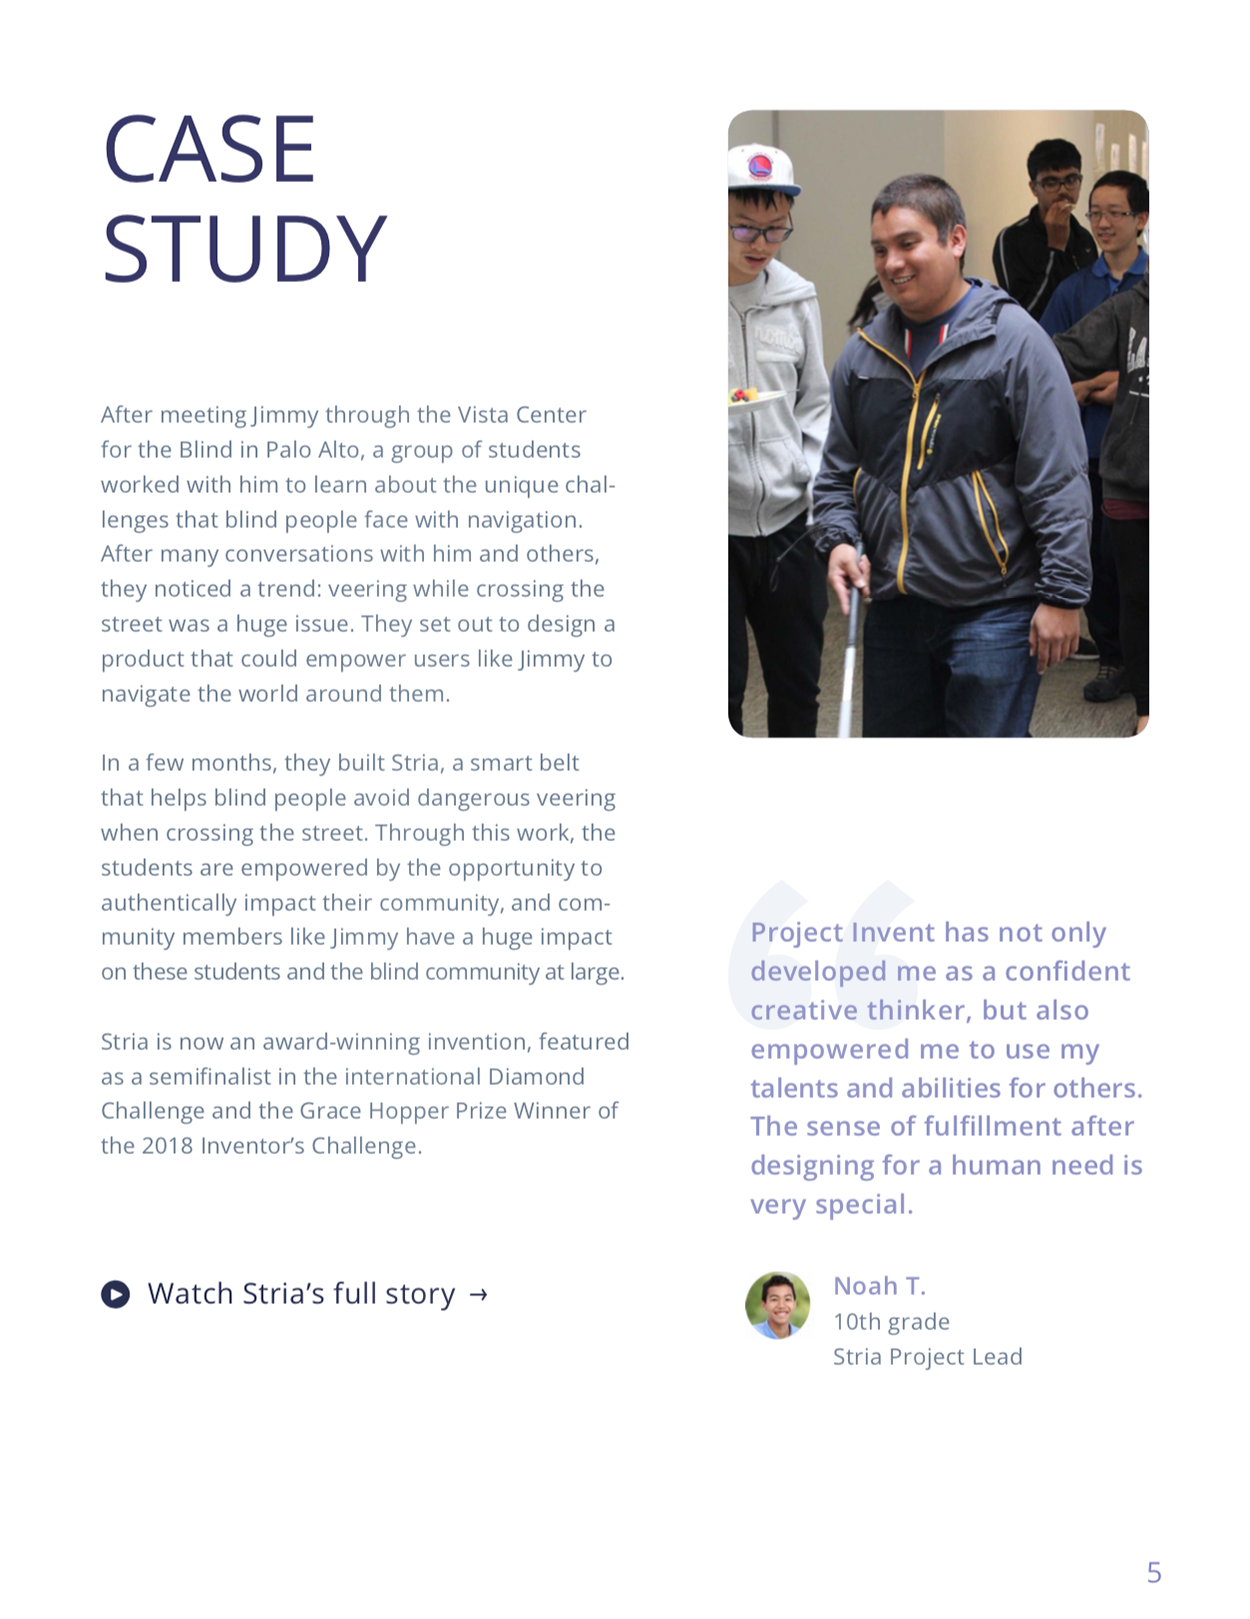 CASE
STUDY
After meeting Jimmy through the Vista Center
for the Blind in Palo Alto, a group of students
worked with him to learn about the unique chal-
lenges that blind people face with navigation.
After many conversations with him and others,
they noticed a trend: veering while crossing the
street was a huge issue. They set out to design a
product that could empower users like Jimmy to
navigate the world around them.
In a few months, they built Stria, a smart belt
that helps blind people avoid dangerous veering
when crossing the street. Through this work, the
students are empowered by the opportunity to
authentically impact their community, and com-
munity members like Jimmy have a huge impact
on these students and the blind community at large.
Stria is now an award-winning invention, featured
as a semifinalist in the international Diamond
Challenge and the Grace Hopper Prize Winner of
the 2018 Inventor’s Challenge.
Watch Stria’s full story →
“
Project Invent has not only
developed me as a confident
creative thinker, but also
empowered me to use my
talents and abilities for others.
The sense of fulfillment after
designing for a human need is
very special.
Noah T.
10th grade
Stria Project Lead
5